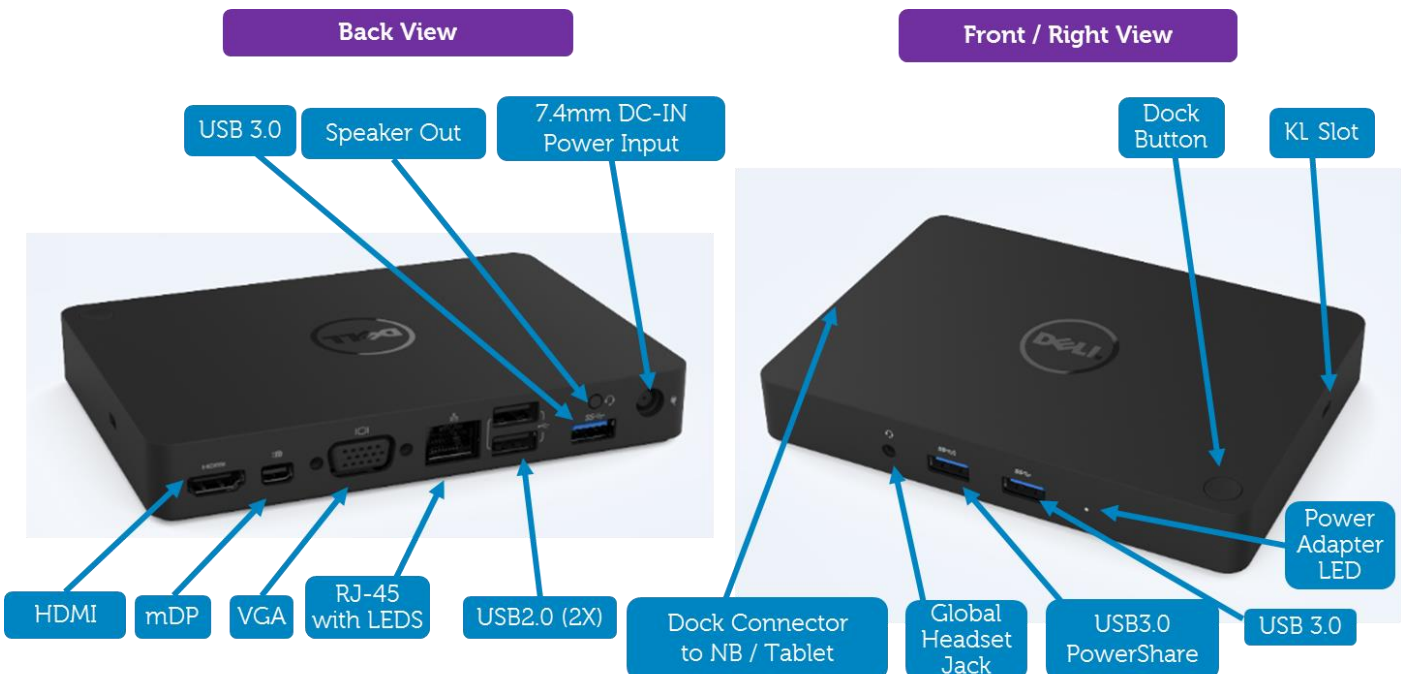 Back View
Front / Right View
USB 3.0
Speaker Out
7.4mm DC-IN
Power Input
Dock
Button
KL Slot
DELL
HDMI
DELL
HDMI
mDP
VGA
RJ-45
with LEDS
USB2.0 (2X)
Dock Connector
to NB / Tablet
Global
Headset
Jack
USB3.0
PowerShare
USB 3.0
Power
Adapter
LED